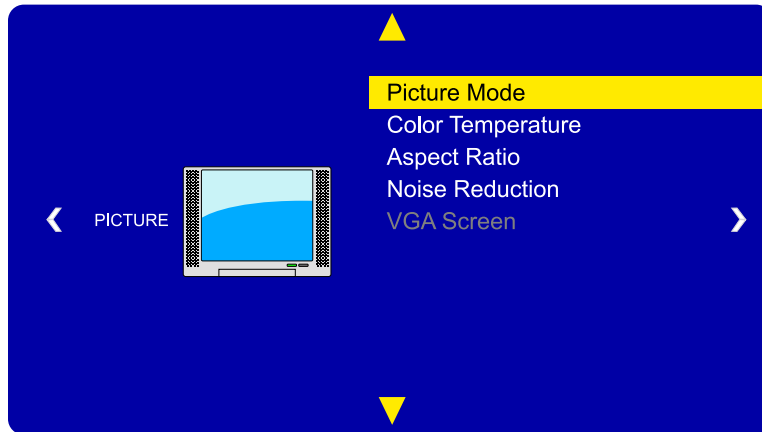 Picture Mode
Color Temperature
Aspect Ratio
Noise Reduction
PICTURE
VGA Screen